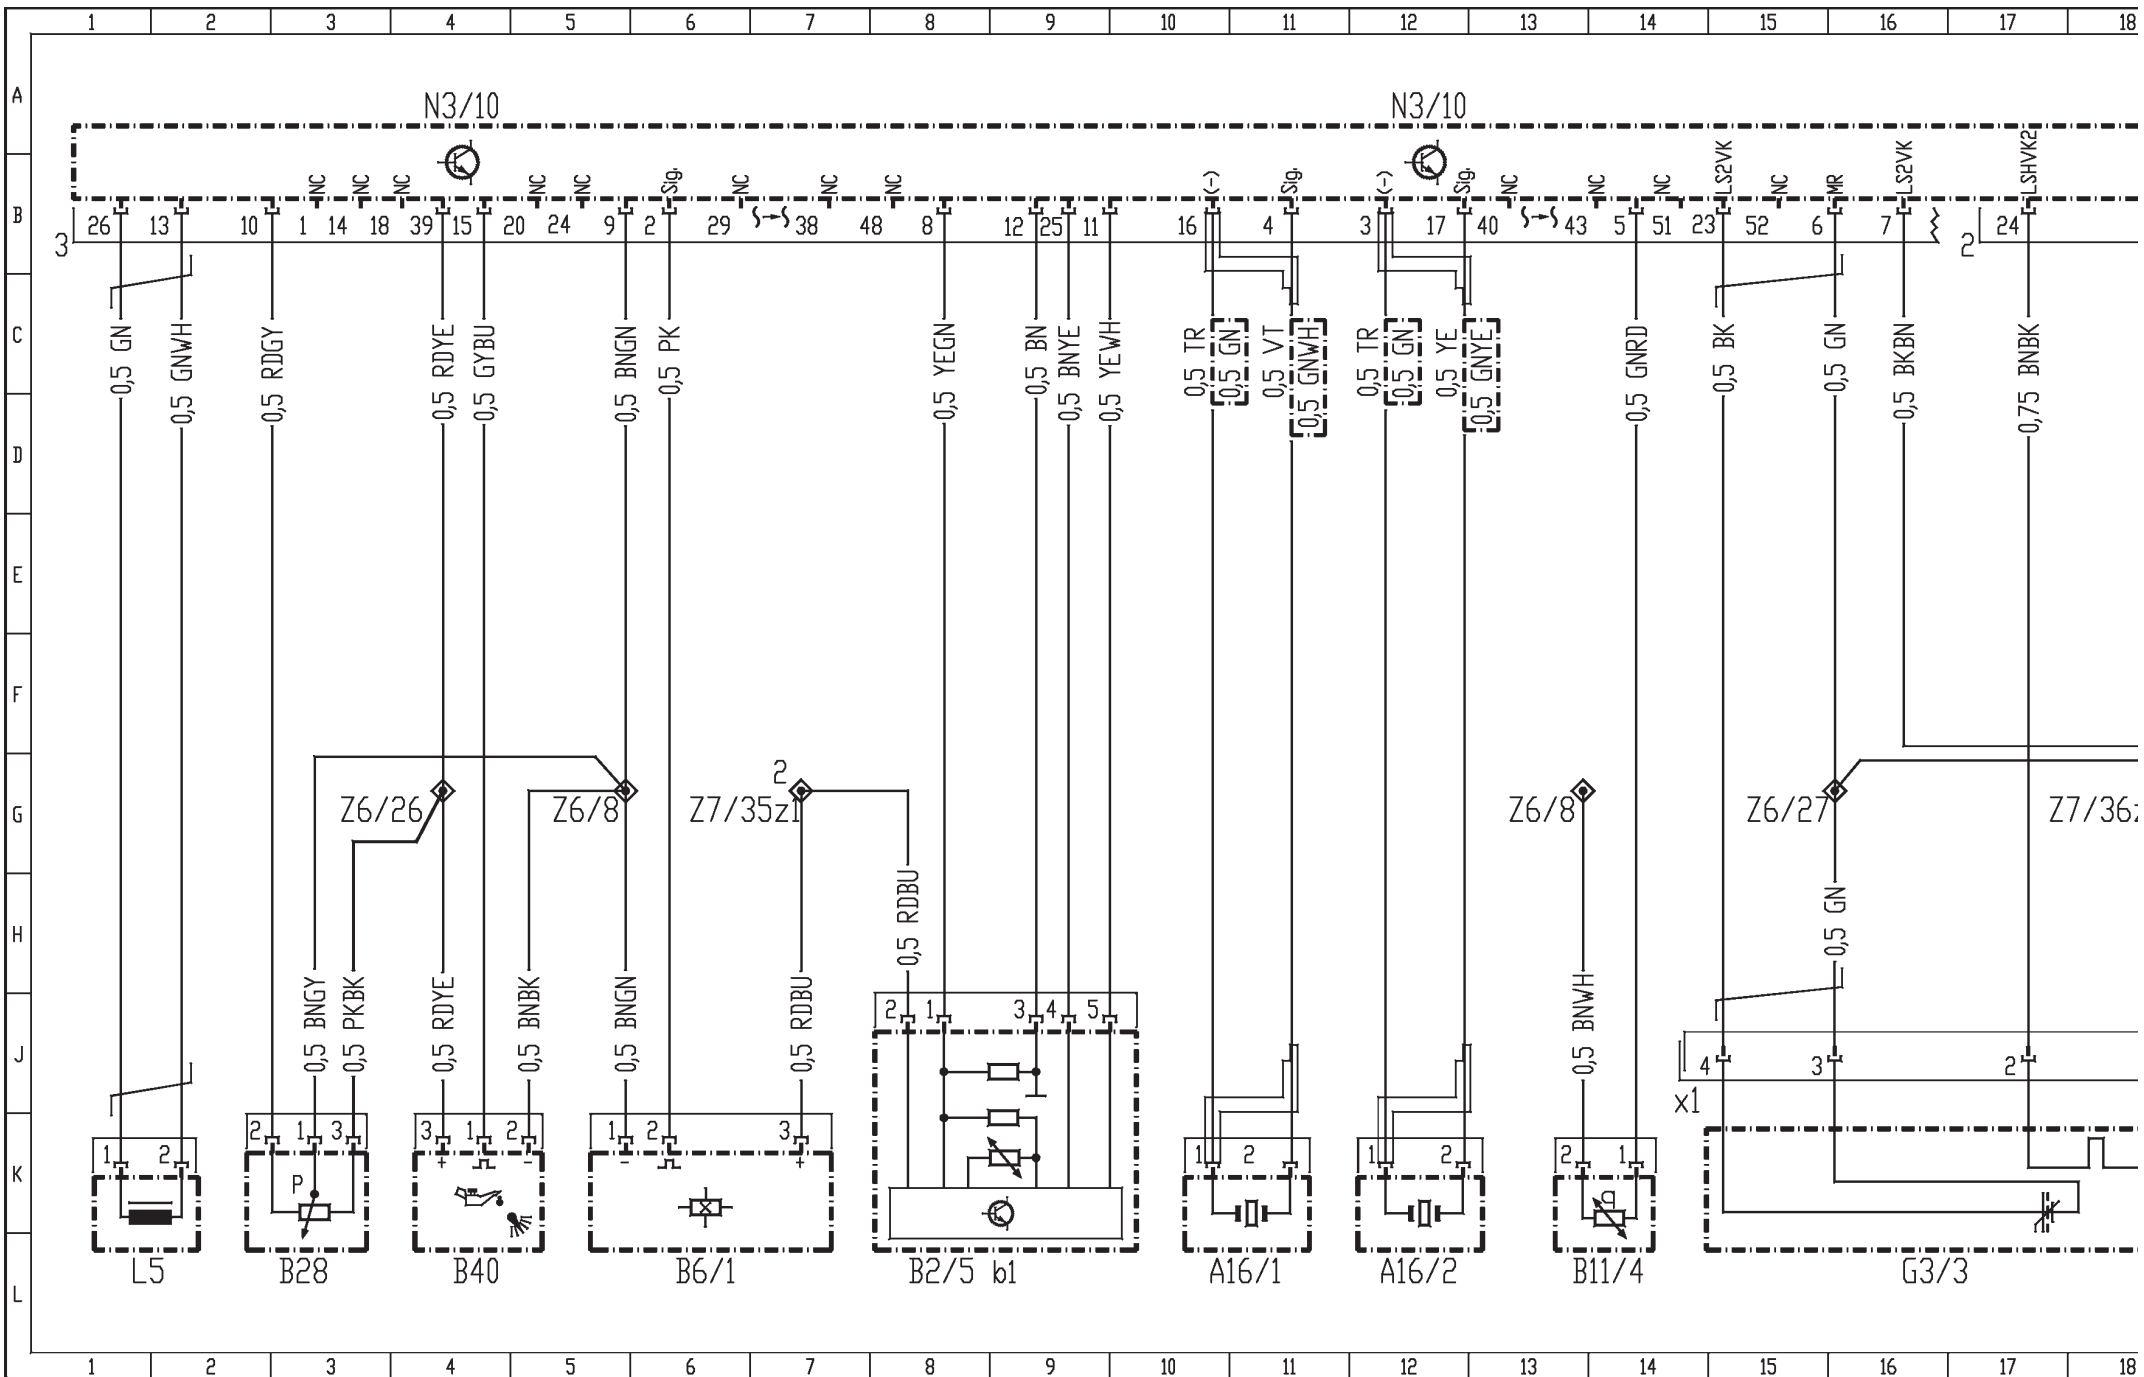 1 2 3 4 5 6 7 8 9 10 11 12 13 14 15 16 17 18
A
N3/10 N3/10
NC NC NC NC NC Sig. NC NC NC (-) Sig. (-) Sig. NC NC NC LS2VK NC MR LS2VK LSHVK2
B
3 26 13 10 1 14 18 39 15 20 24 9 2 29 38 48 8 12 25 11 16 4 3 17 40 43 5 51 23 52 6 7 2 24
C
0,5 GN
0,5 GNWH
0,5 RDGY
0,5 RDYE
0,5 GYBU
0,5 BNGN
0,5 PK
0,5 YEGN
0,5 BN
0,5 BNYE
0,5 YEWH
0,5 TR
0,5 GN
0,5 VT
0,5 GNWH
0,5 TR
0,5 GN
0,5 YE
0,5 GNYE
0,5 GNRD
0,5 BK
0,5 GN
0,5 BKBN
0,75 BNBK
D
E
F
2
G
Z6/26 Z6/8 Z7/35z1 Z6/8 Z6/27 Z7/36z
H
0,5 RDBU
0,5 GN
0,5 BNGY
0,5 PKBK
0,5 RDYE
0,5 BNBK
0,5 BNGN
0,5 RDBU
0,5 BNWH
2 1 3 4 5
J
4 3 2
x1
2 1 3 3 1 2 1 2 3
1 2 1 2 1 2 2 1
+ - - +
K
P
L5 B28 B40 B6/1 B2/5 b1 A16/1 A16/2 B11/4 G3/3
L
1 2 3 4 5 6 7 8 9 10 11 12 13 14 15 16 17 18